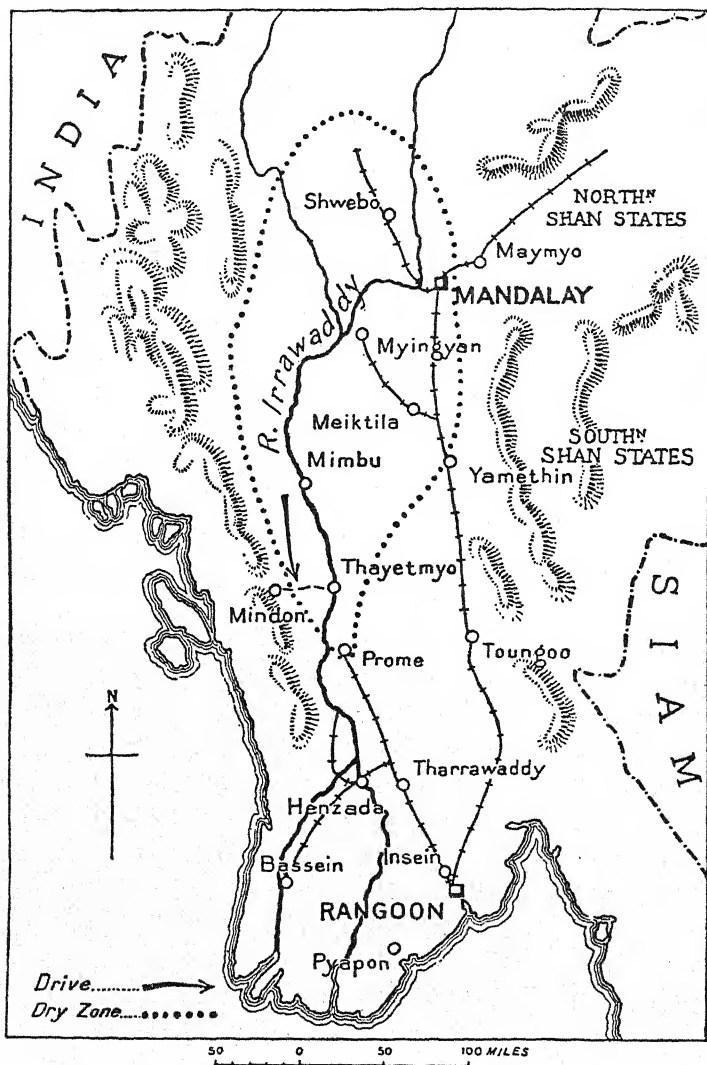 INDIA
Shwebo
NORTHN
SHAN STATES
Maymyo
MANDALAY
R. Irrawaddy
Myingyan
Meiktila
SOUTHN
SHAN STATES
Mimbu
Yamethin
Thayetmyo
Mindon
SIAM
Prome
Toungoo
N
Tharrawaddy
Henzada
Bassein
Insein
RANGOON
Pyapon
Drive
Dry Zone
50 0 50 100 MILES